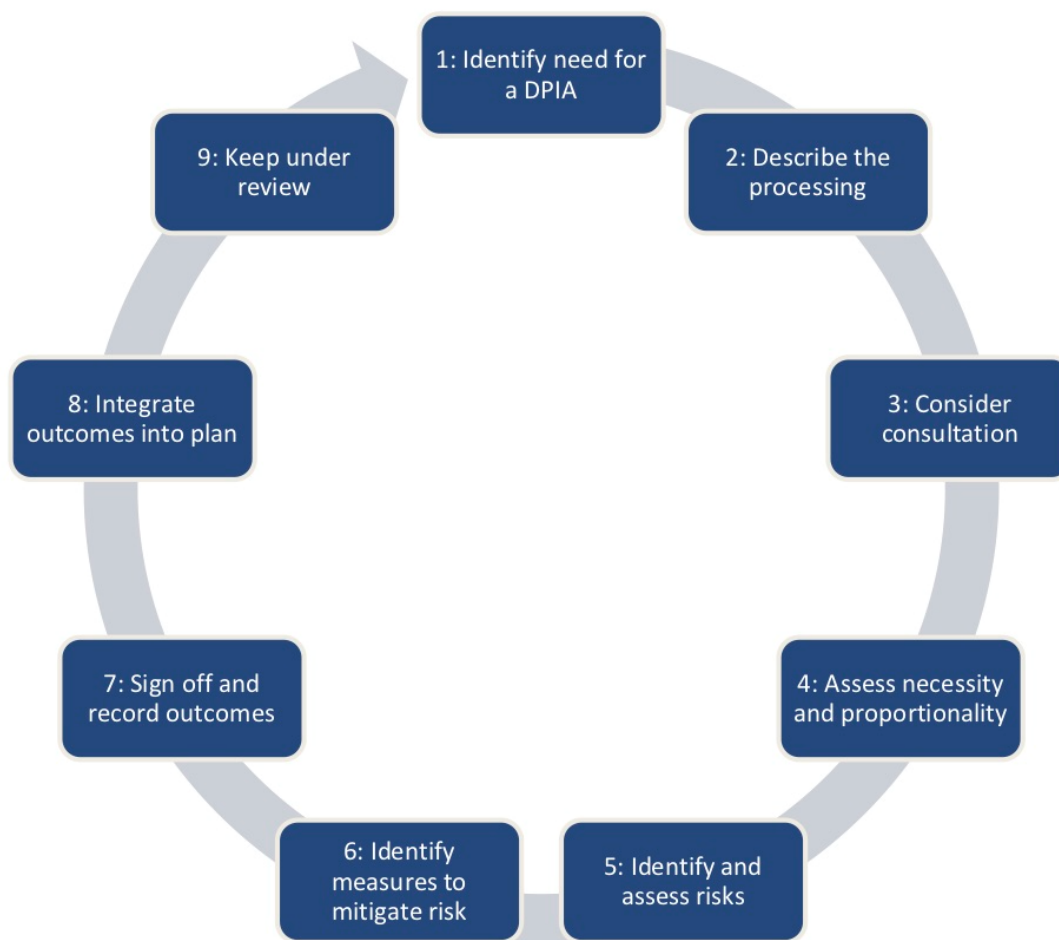 1: Identify need for
a DPIA
2: Describe the
processing
3: Consider
consultation
4: Assess necessity
and proportionality
5: Identify and
assess risks
6: Identify
measures to
mitigate risk
7: Sign off and
record outcomes
8: Integrate
outcomes into plan
9: Keep under
review